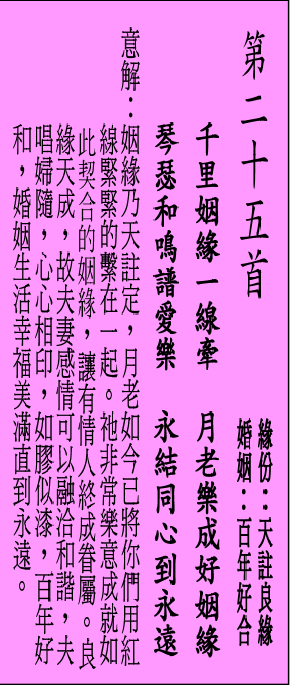 第二十五首
緣份：天註良緣
婚姻：百年好合
千里姻緣一線牽　月老樂成好姻緣
琴瑟和鳴譜愛樂　永結同心到永遠
意解：姻緣乃天註定，月老如今已將你們用紅
線緊緊的繫在一起。祂非常樂意成就如
此契合的姻緣，讓有情人終成眷屬。良
緣天成，故夫妻感情可以融洽和諧，夫
唱婦隨，心心相印，如膠似漆，百年好
和，婚姻生活幸福美滿直到永遠。